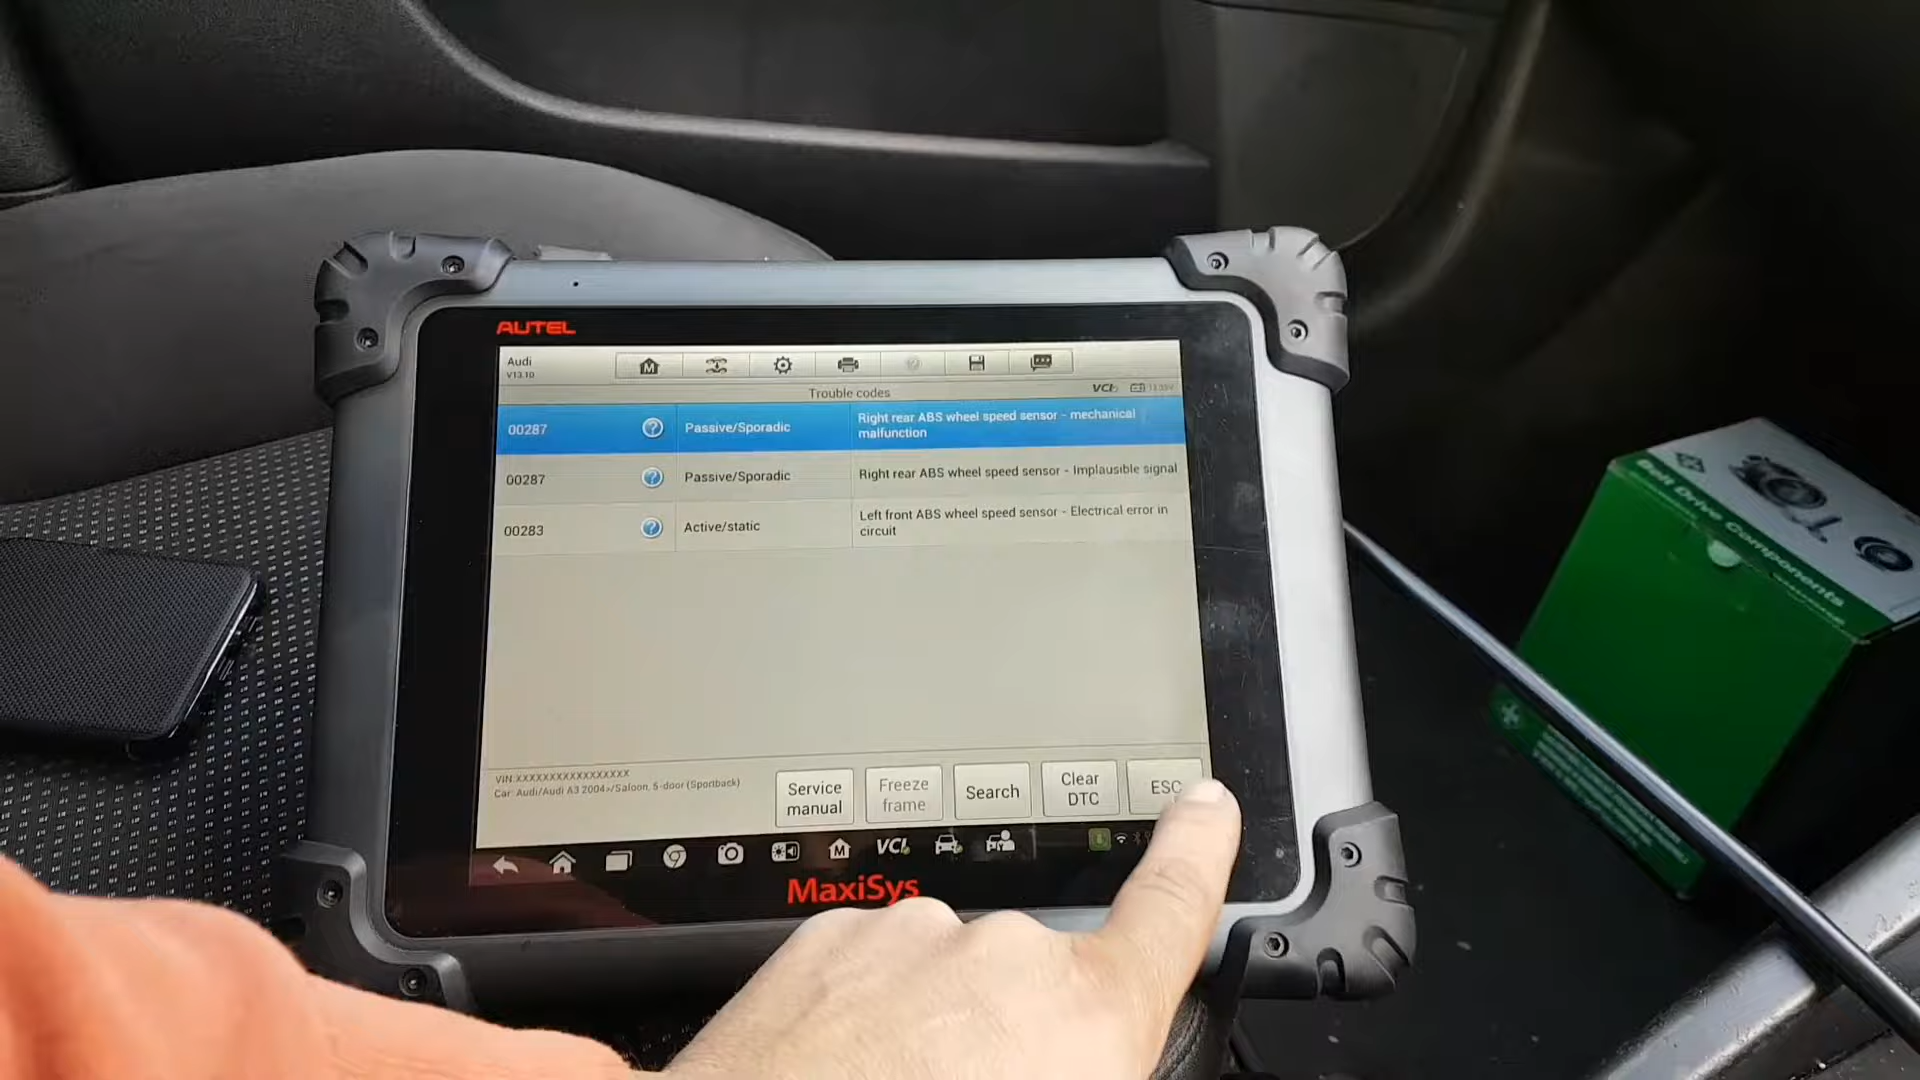 AUTEL
Audi
V13.10
Trouble codes
VCI
00287
Passive/Sporadic
Right rear ABS wheel speed sensor - mechanical
malfunction
00287
Passive/Sporadic
Right rear ABS wheel speed sensor - Implausible signal
00283
Active/static
Left front ABS wheel speed sensor - Electrical error in
circuit
VIN:XXXXXXXXXXXXXXXXX
Car: Audi/Audi A3 2004>/Saloon, 5-door (Sportback)
Service
manual
Freeze
frame
Search
Clear
DTC
ESC
VCI
MaxiSys
Belt Drive Components